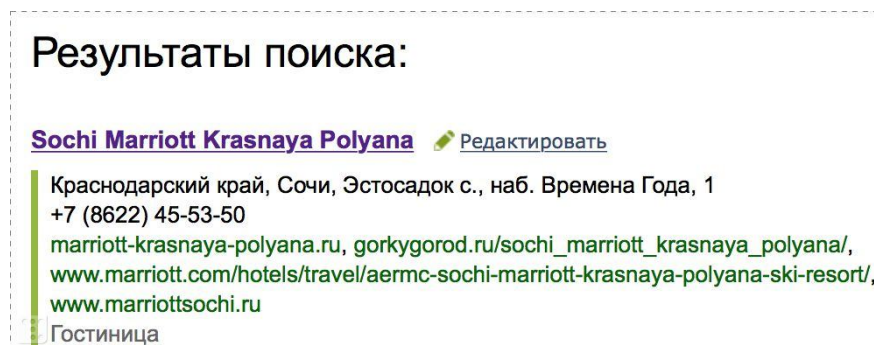 Результаты поиска:
Sochi Marriott Krasnaya Polyana Редактировать
Краснодарский край, Сочи, Эстосадок с., наб. Времена Года, 1
+7 (8622) 45-53-50
marriott-krasnaya-polyana.ru, gorkygorod.ru/sochi_marriott_krasnaya_polyana/,
www.marriott.com/hotels/travel/aermc-sochi-marriott-krasnaya-polyana-ski-resort/,
www.marriottsochi.ru
Гостиница